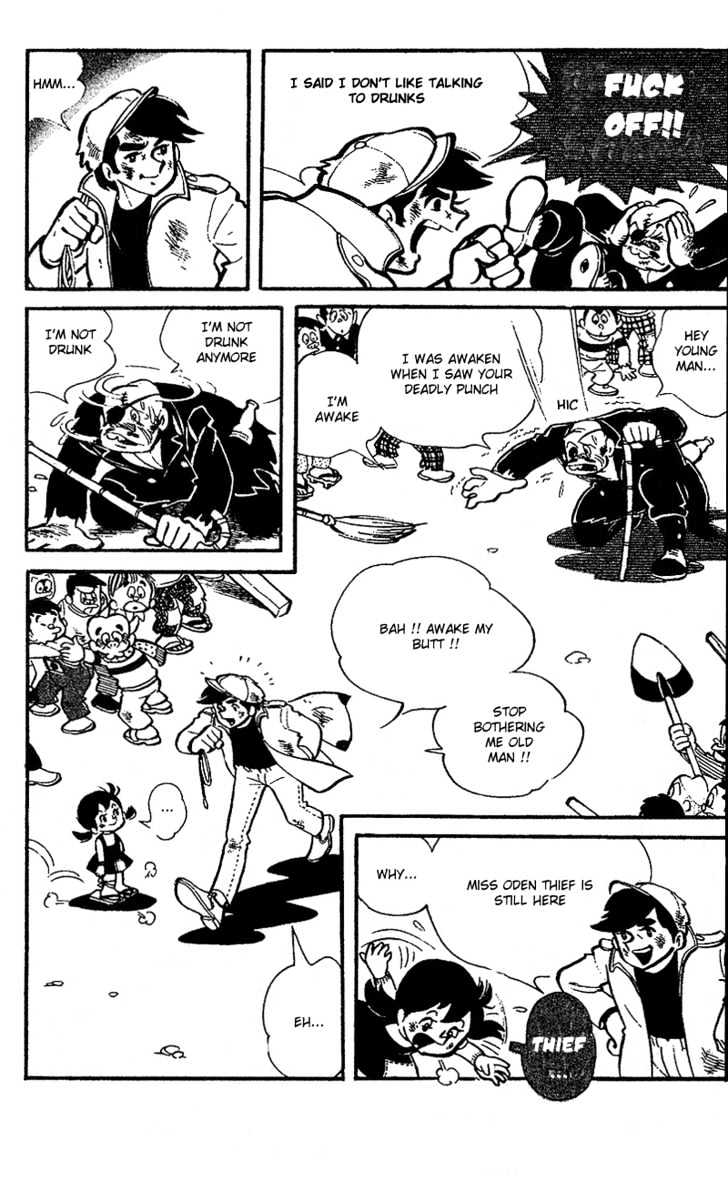 FUCK
OFF!!
I SAID I DON'T LIKE TALKING
TO DRUNKS
HMM...
HEY
YOUNG
MAN...
HIC
I WAS AWAKEN
WHEN I SAW YOUR
DEADLY PUNCH
I'M
AWAKE
I'M NOT
DRUNK
ANYMORE
I'M NOT
DRUNK
BAH !! AWAKE MY
BUTT !!
STOP
BOTHERING
ME OLD
MAN !!
...
EH...
MISS ODEN THIEF IS
STILL HERE
WHY...
THIEF
...